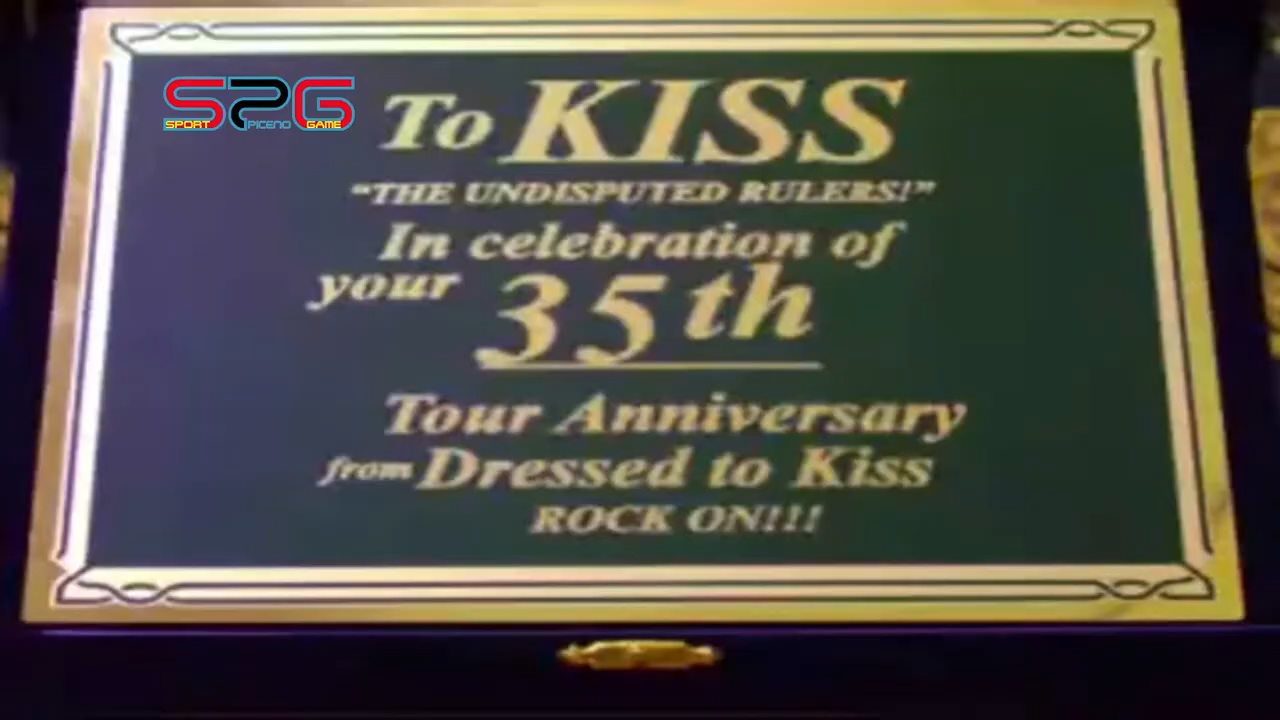 SPG
SPORT PICENO GAME
To KISS
“THE UNDISPUTED RULERS!”
In celebration of
your 35th
Tour Anniversary
from Dressed to Kiss
ROCK ON!!!